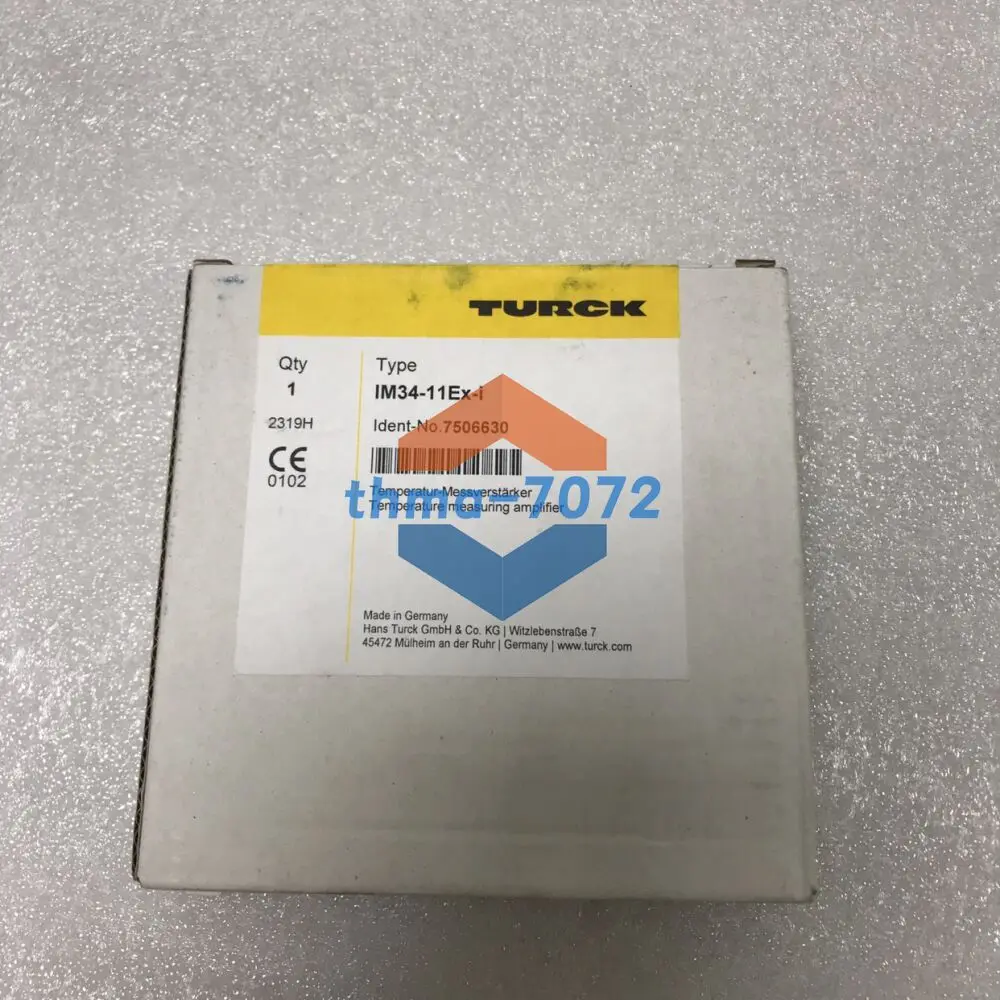 TURCK
Qty
1
2319H
CE
0102
Type
IM34-11Ex-i
Ident-No.7506630
Temperatur-Messverstärker
Temperature measuring amplifier
thma-7072
Made in Germany
Hans Turck GmbH & Co. KG | Witzlebenstraße 7
45472 Mülheim an der Ruhr | Germany | www.turck.com